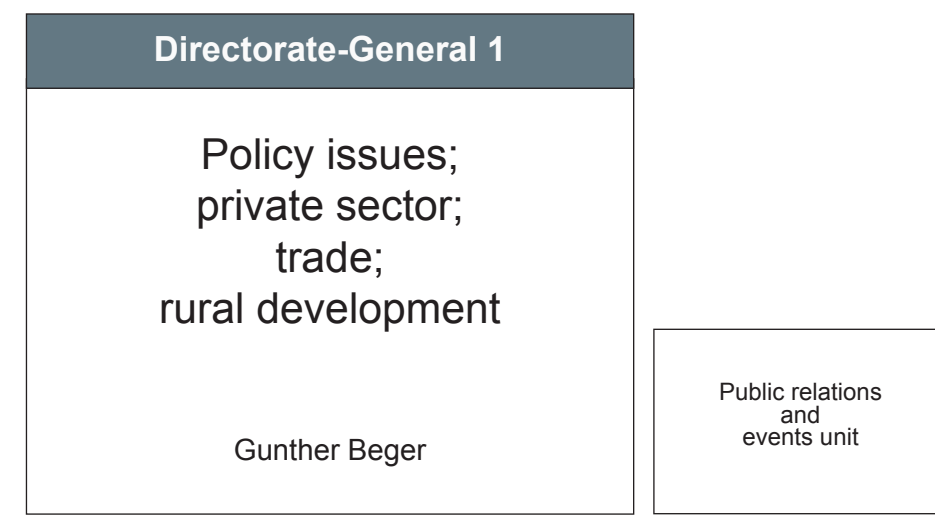 Directorate-General 1
Policy issues;
private sector;
trade;
rural development
Gunther Beger
Public relations
and
events unit